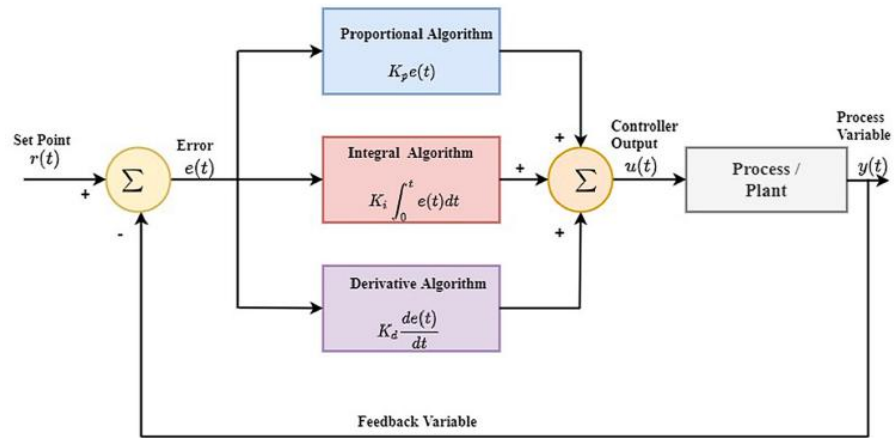 Proportional Algorithm
K_p e(t)
Set Point
r(t)
+
-
Σ
Error
e(t)
Integral Algorithm
K_i ∫_0^t e(t)dt
+
+
+
Σ
Controller
Output
u(t)
Process /
Plant
Process
Variable
y(t)
Derivative Algorithm
K_d de(t)/dt
Feedback Variable